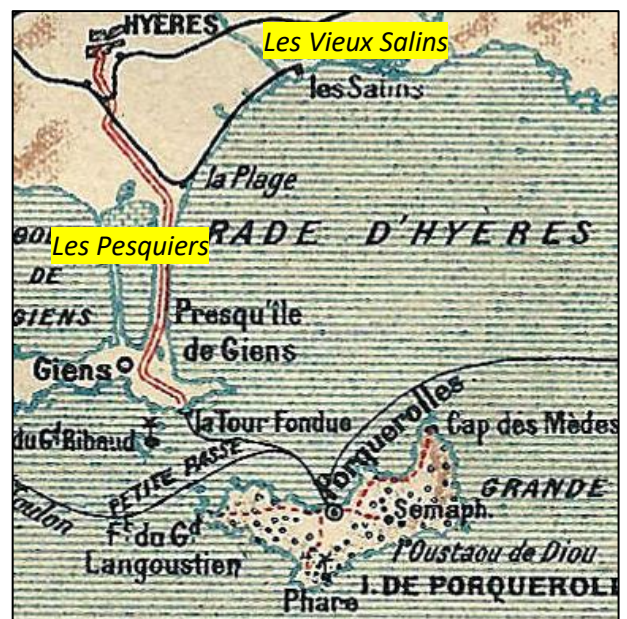 HYÈRES
Les Vieux Salins
les Salins
la Plage
RADE D'HYÈRES
Les Pesquiers
DE
GIENS
Presqu'île
de Giens
Giens
la Tour Fondue
du Gd Ribaud
Porquerolles
Cap des Mèdes
PETITE PASSE
GRANDE
Semaph.
Toulon
Ft du Gd
Langoustien
l'Oustaou de Diou
Phare
I. DE PORQUEROLL